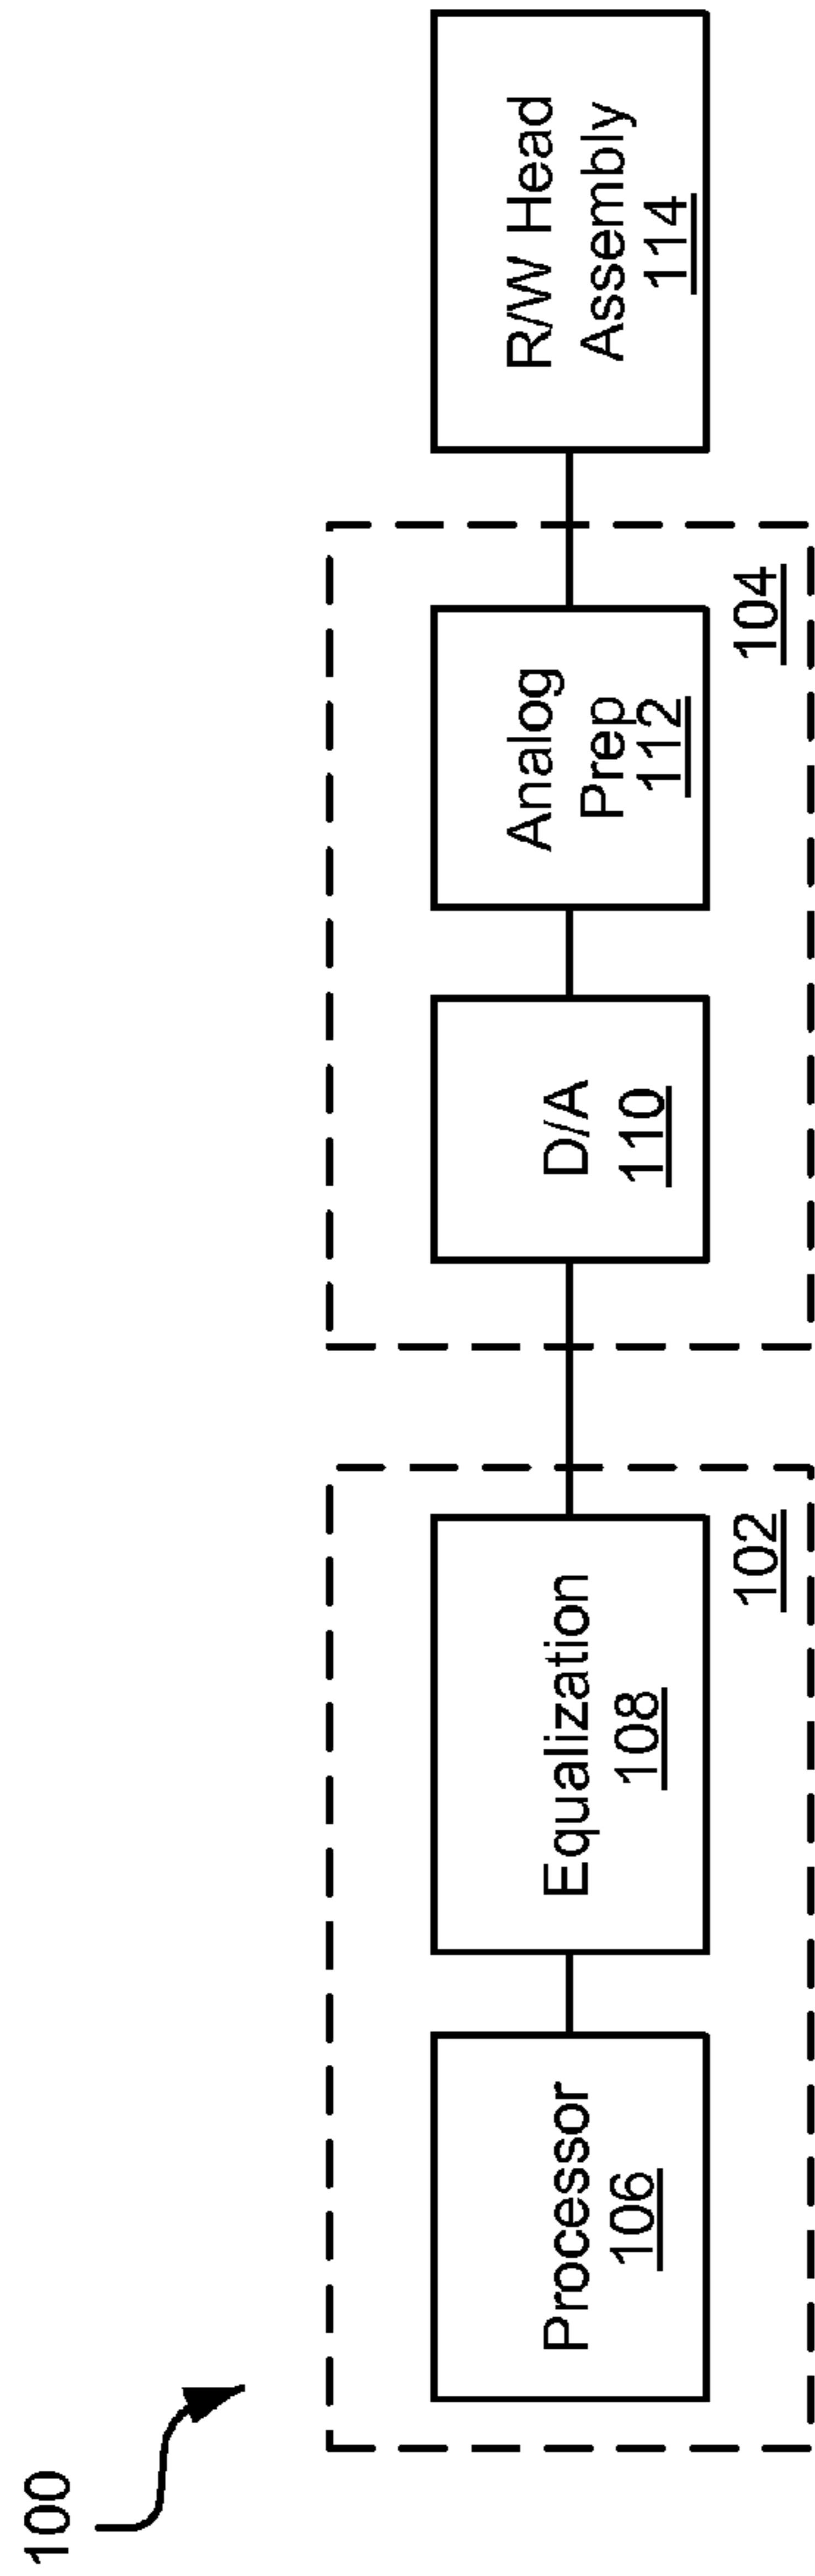 100
Processor
106
Equalization
108
102
D/A
110
Analog
Prep
112
104
R/W Head
Assembly
114